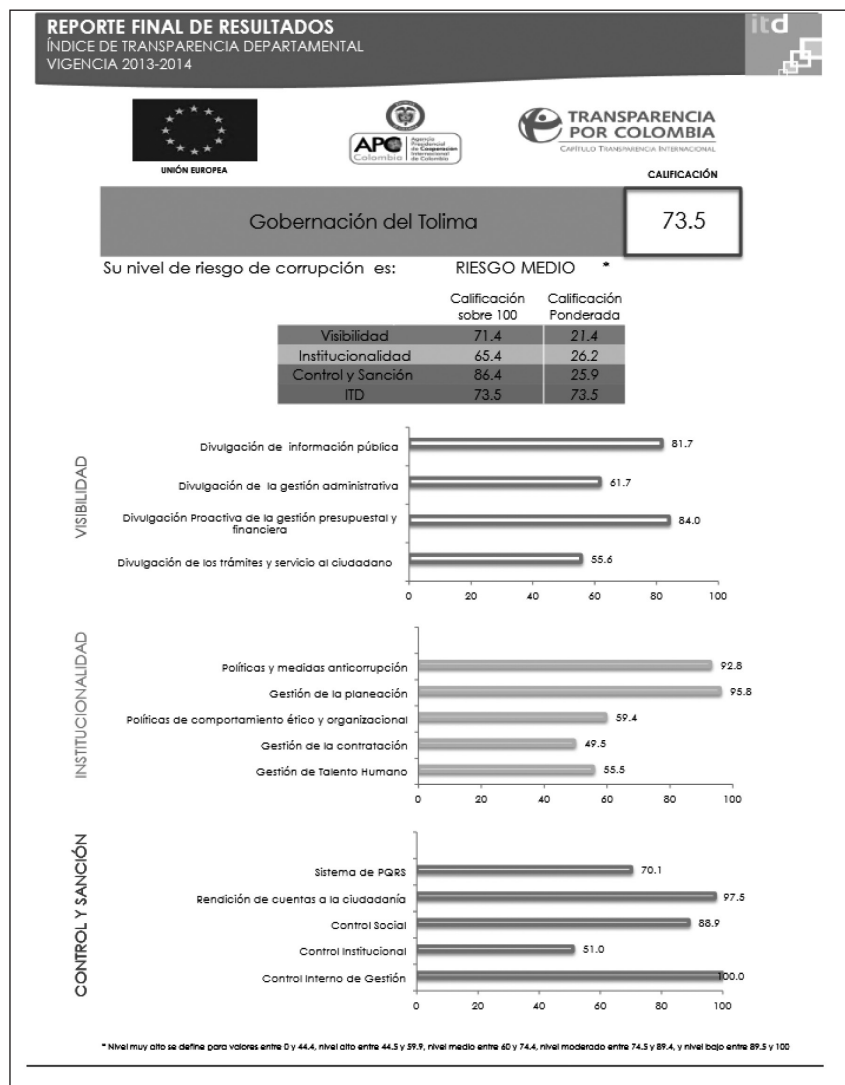 REPORTE FINAL DE RESULTADOS
ÍNDICE DE TRANSPARENCIA DEPARTAMENTAL
VIGENCIA 2013-2014
itd
UNIÓN EUROPEA
APC
Colombia
Agencia
Presidencial
de Cooperación
Internacional
de Colombia
TRANSPARENCIA
POR COLOMBIA
CAPÍTULO TRANSPARENCIA INTERNACIONAL
CALIFICACIÓN
Gobernación del Tolima 73.5
Su nivel de riesgo de corrupción es: RIESGO MEDIO *
Calificación sobre 100 Calificación Ponderada
Visibilidad 71.4 21.4
Institucionalidad 65.4 26.2
Control y Sanción 86.4 25.9
ITD 73.5 73.5
VISIBILIDAD
Divulgación de información pública 81.7
Divulgación de la gestión administrativa 61.7
Divulgación Proactiva de la gestión presupuestal y
financiera 84.0
Divulgación de los trámites y servicio al ciudadano 55.6
0 20 40 60 80 100
INSTITUCIONALIDAD
Políticas y medidas anticorrupción 92.8
Gestión de la planeación 95.8
Políticas de comportamiento ético y organizacional 59.4
Gestión de la contratación 49.5
Gestión de Talento Humano 55.5
0 20 40 60 80 100
CONTROL Y SANCIÓN
Sistema de PQRS 70.1
Rendición de cuentas a la ciudadanía 97.5
Control Social 88.9
Control Institucional 51.0
Control Interno de Gestión 100.0
0 20 40 60 80 100
* Nivel muy alto se define para valores entre 0 y 44.4, nivel alto entre 44.5 y 59.9, nivel medio entre 60 y 74.4, nivel moderado entre 74.5 y 89.4, y nivel bajo entre 89.5 y 100